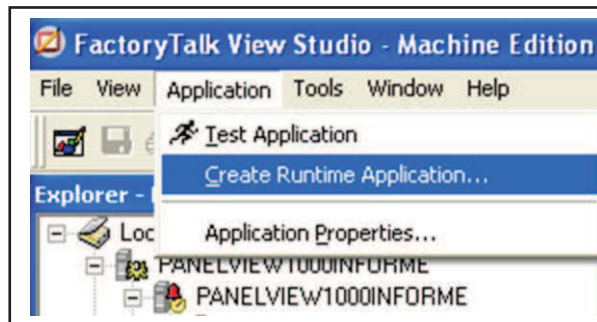 FactoryTalk View Studio - Machine Edition
File View Application Tools Window Help
Test Application
Create Runtime Application...
Explorer -
Loc
Application Properties...
PANELVIEW1000INFORME
PANELVIEW1000INFORME